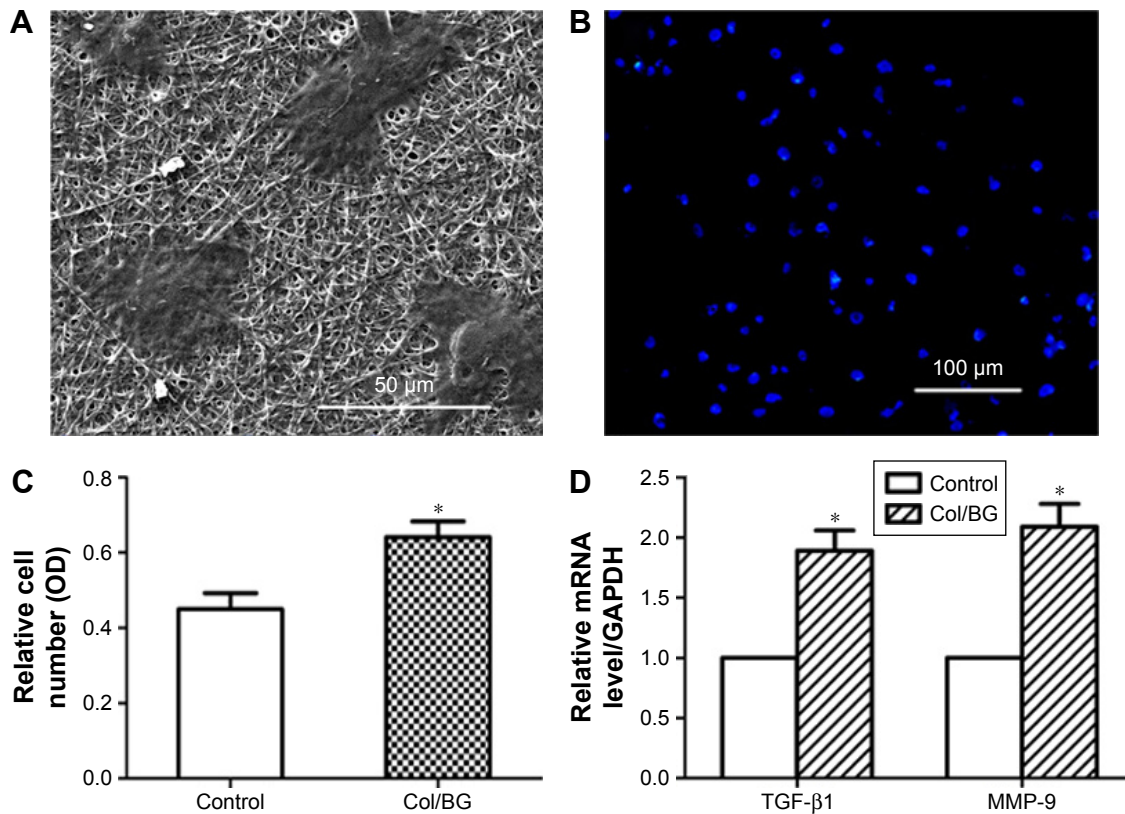 A
50 µm
B
100 µm
C
Relative cell
number (OD)
0.8
0.6
0.4
0.2
0.0
*
Control
Col/BG
D
Relative mRNA
level/GAPDH
2.5
2.0
1.5
1.0
0.5
0.0
Control
Col/BG
*
*
TGF-β1
MMP-9